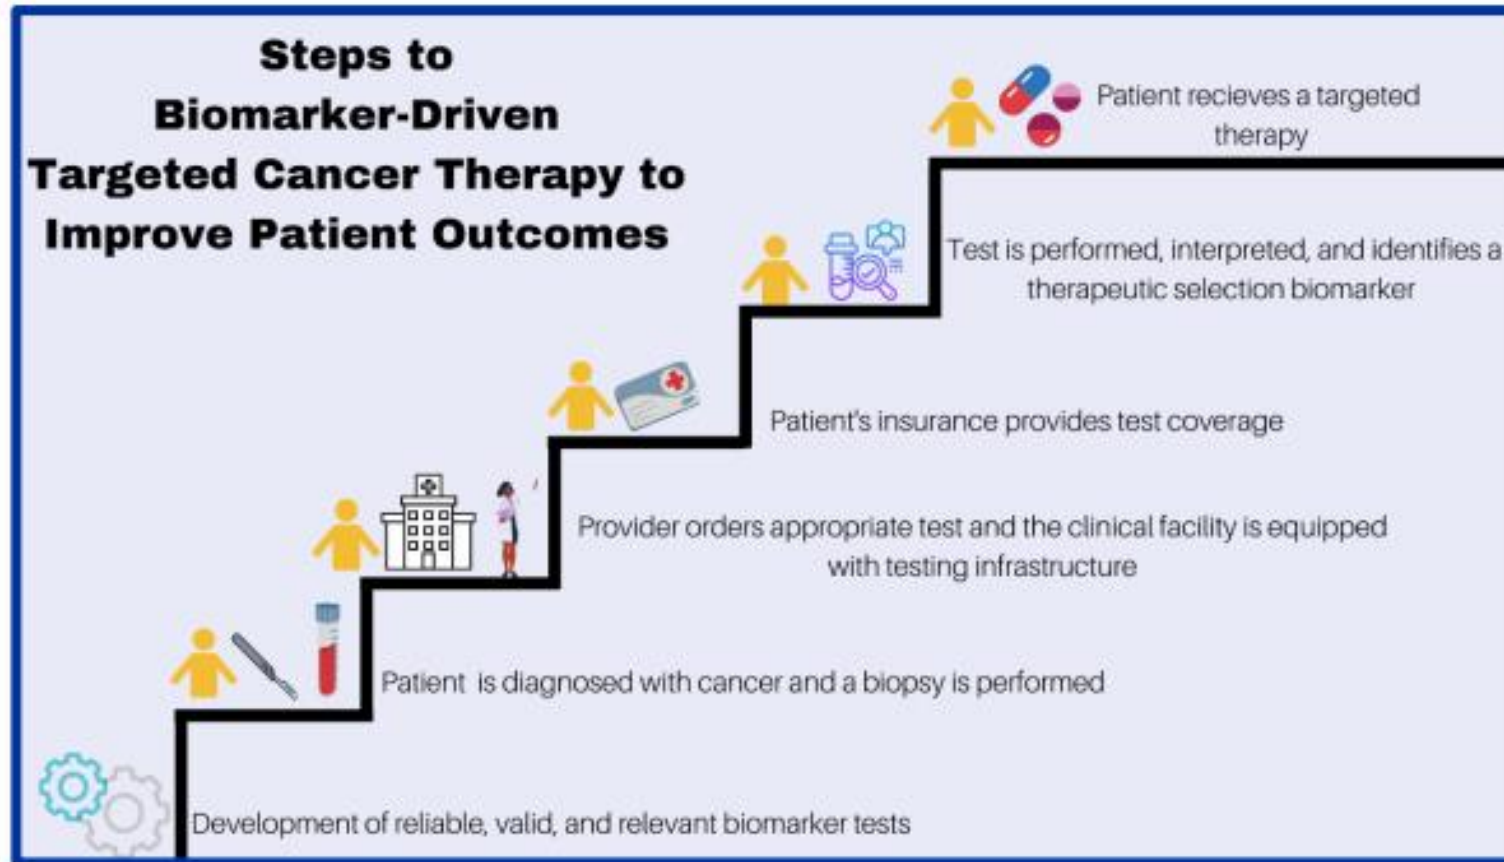 Steps to
Biomarker-Driven
Targeted Cancer Therapy to
Improve Patient Outcomes
Patient recieves a targeted
therapy
Test is performed, interpreted, and identifies a
therapeutic selection biomarker
Patient's insurance provides test coverage
Provider orders appropriate test and the clinical facility is equipped
with testing infrastructure
Patient is diagnosed with cancer and a biopsy is performed
Development of reliable, valid, and relevant biomarker tests